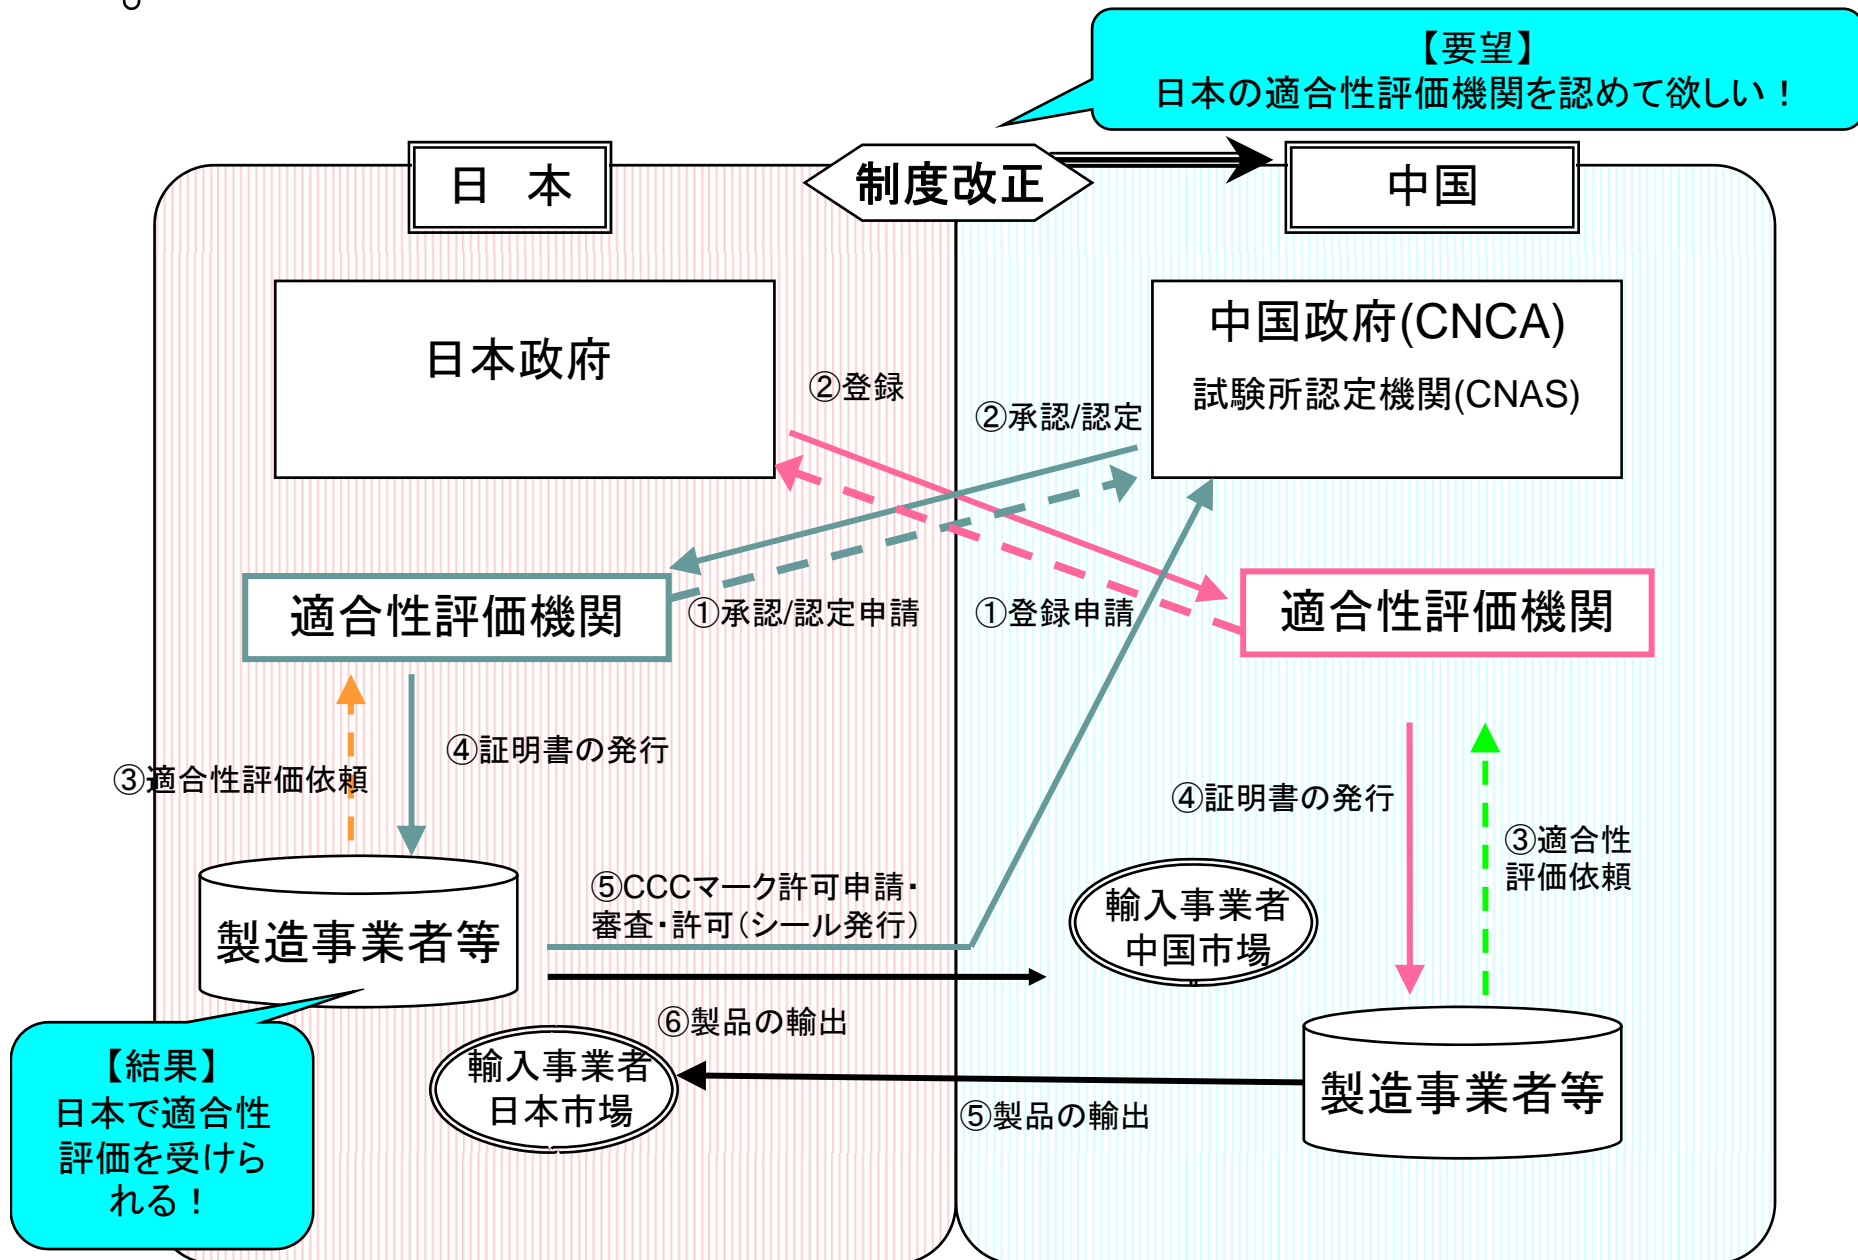 。
【要望】
日本の適合性評価機関を認めて欲しい！
日　本
制度改正
中国
日本政府
中国政府(CNCA)
試験所認定機関(CNAS)
②登録
②承認/認定
適合性評価機関
①承認/認定申請
①登録申請
適合性評価機関
④証明書の発行
③適合性評価依頼
④証明書の発行
③適合性
評価依頼
製造事業者等
⑤CCCマーク許可申請・
審査・許可（シール発行）
輸入事業者
中国市場
⑥製品の輸出
輸入事業者
日本市場
⑤製品の輸出
製造事業者等
【結果】
日本で適合性
評価を受けら
れる！